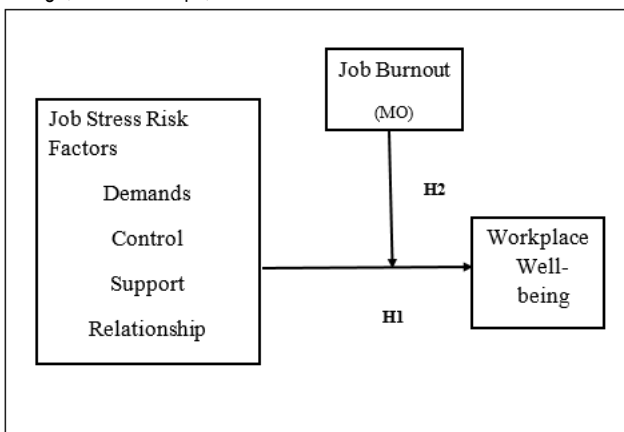 Job Burnout
(MO)
Job Stress Risk
Factors
Demands
Control
Support
Relationship
H2
Workplace
Well-
being
H1